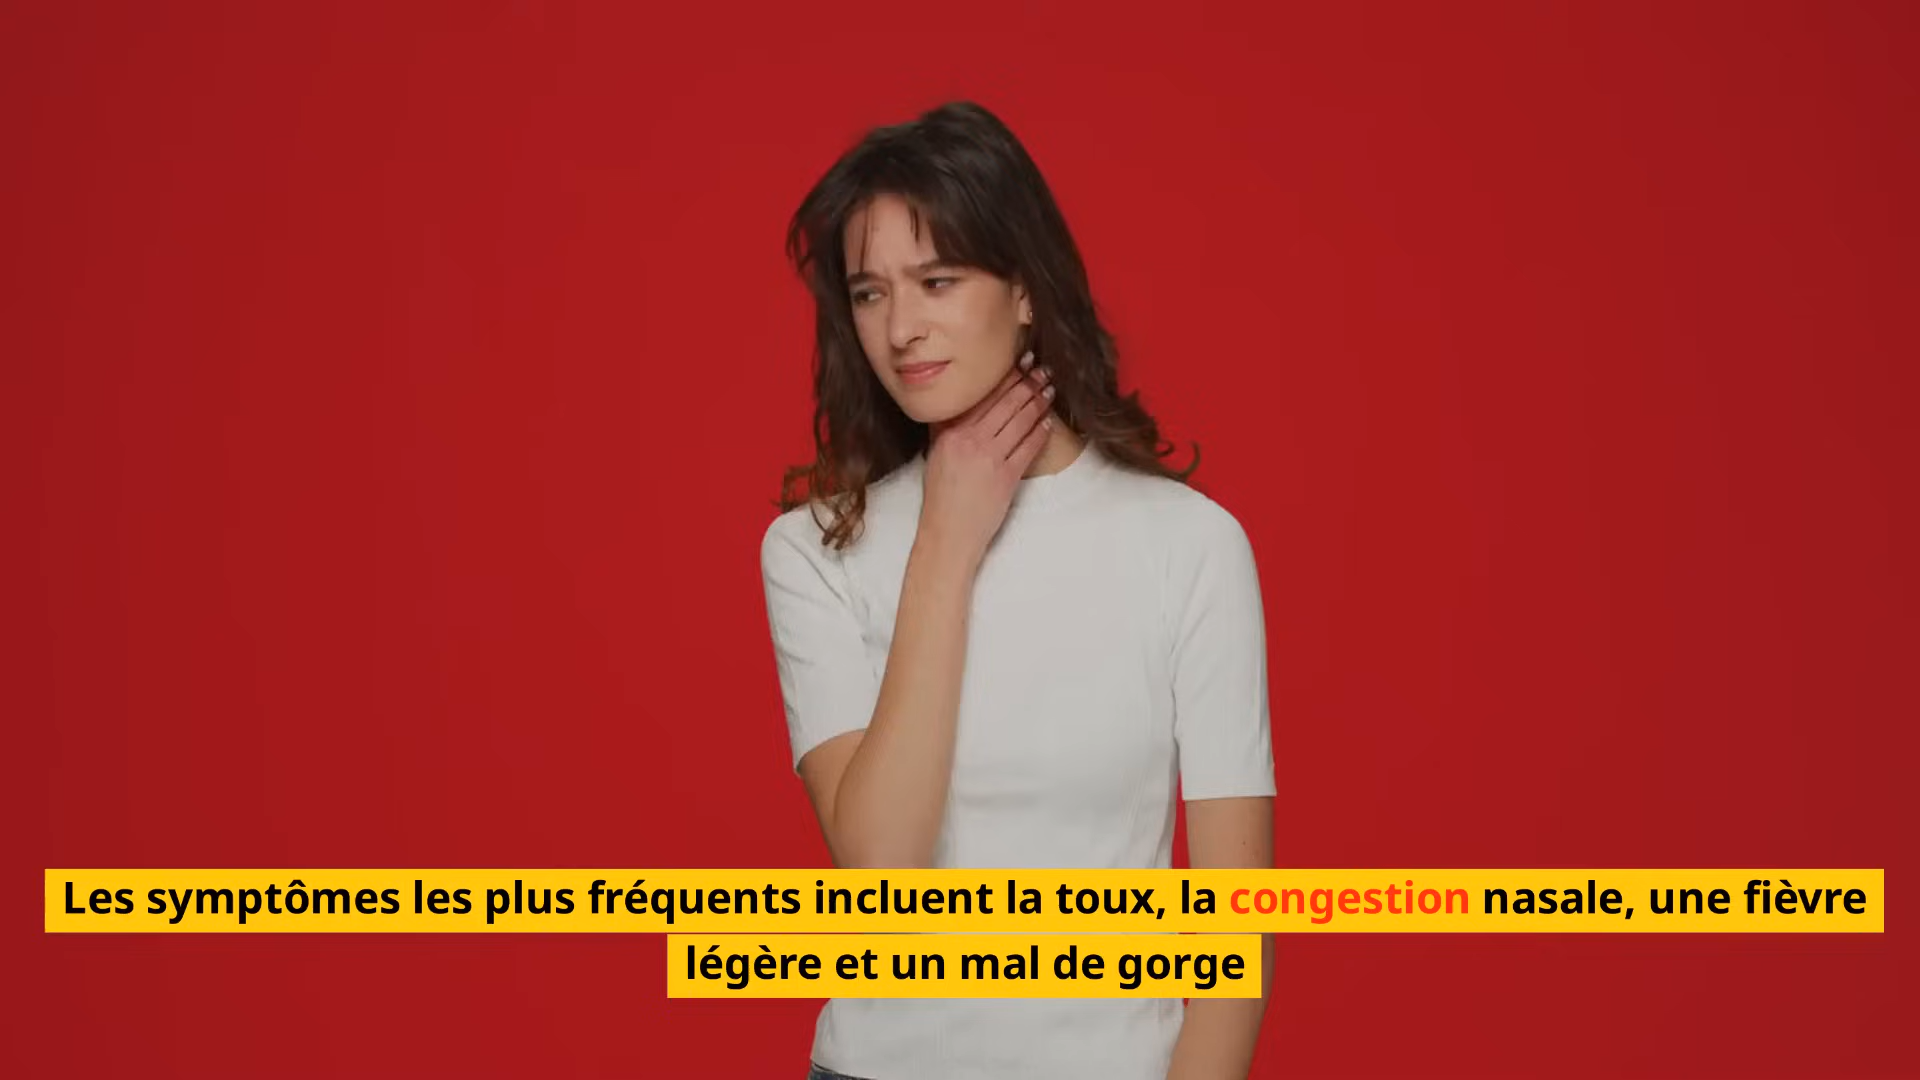 Les symptômes les plus fréquents incluent la toux, la congestion nasale, une fièvre
légère et un mal de gorge